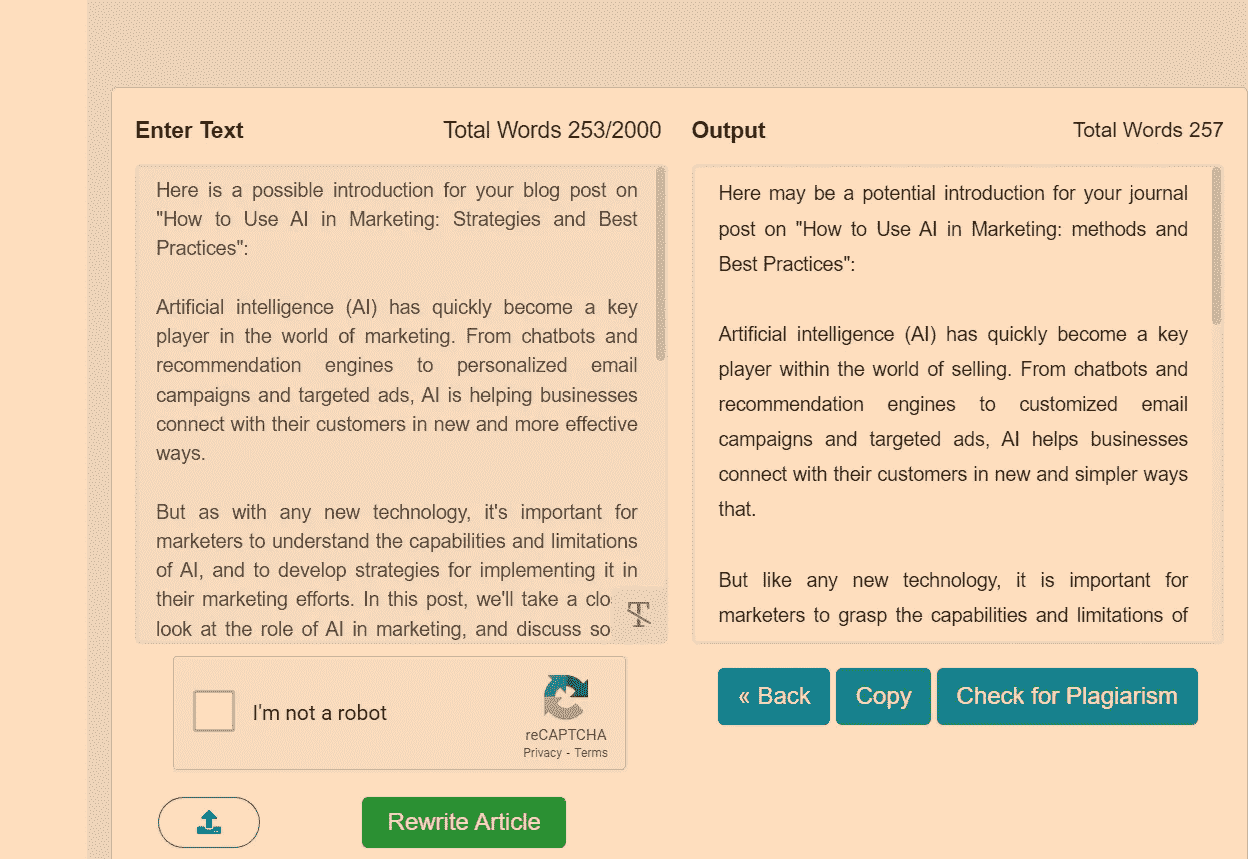 Enter Text
Total Words 253/2000
Here is a possible introduction for your blog post on
"How to Use AI in Marketing: Strategies and Best
Practices":
Artificial intelligence (AI) has quickly become a key
player in the world of marketing. From chatbots and
recommendation engines to personalized email
campaigns and targeted ads, AI is helping businesses
connect with their customers in new and more effective
ways.
But as with any new technology, it's important for
marketers to understand the capabilities and limitations
of AI, and to develop strategies for implementing it in
their marketing efforts. In this post, we'll take a clo
look at the role of AI in marketing, and discuss so
I'm not a robot
reCAPTCHA
Privacy - Terms
Rewrite Article
Output
Total Words 257
Here may be a potential introduction for your journal
post on "How to Use AI in Marketing: methods and
Best Practices":
Artificial intelligence (AI) has quickly become a key
player within the world of selling. From chatbots and
recommendation engines to customized email
campaigns and targeted ads, AI helps businesses
connect with their customers in new and simpler ways
that.
But like any new technology, it is important for
marketers to grasp the capabilities and limitations of
« Back
Copy
Check for Plagiarism